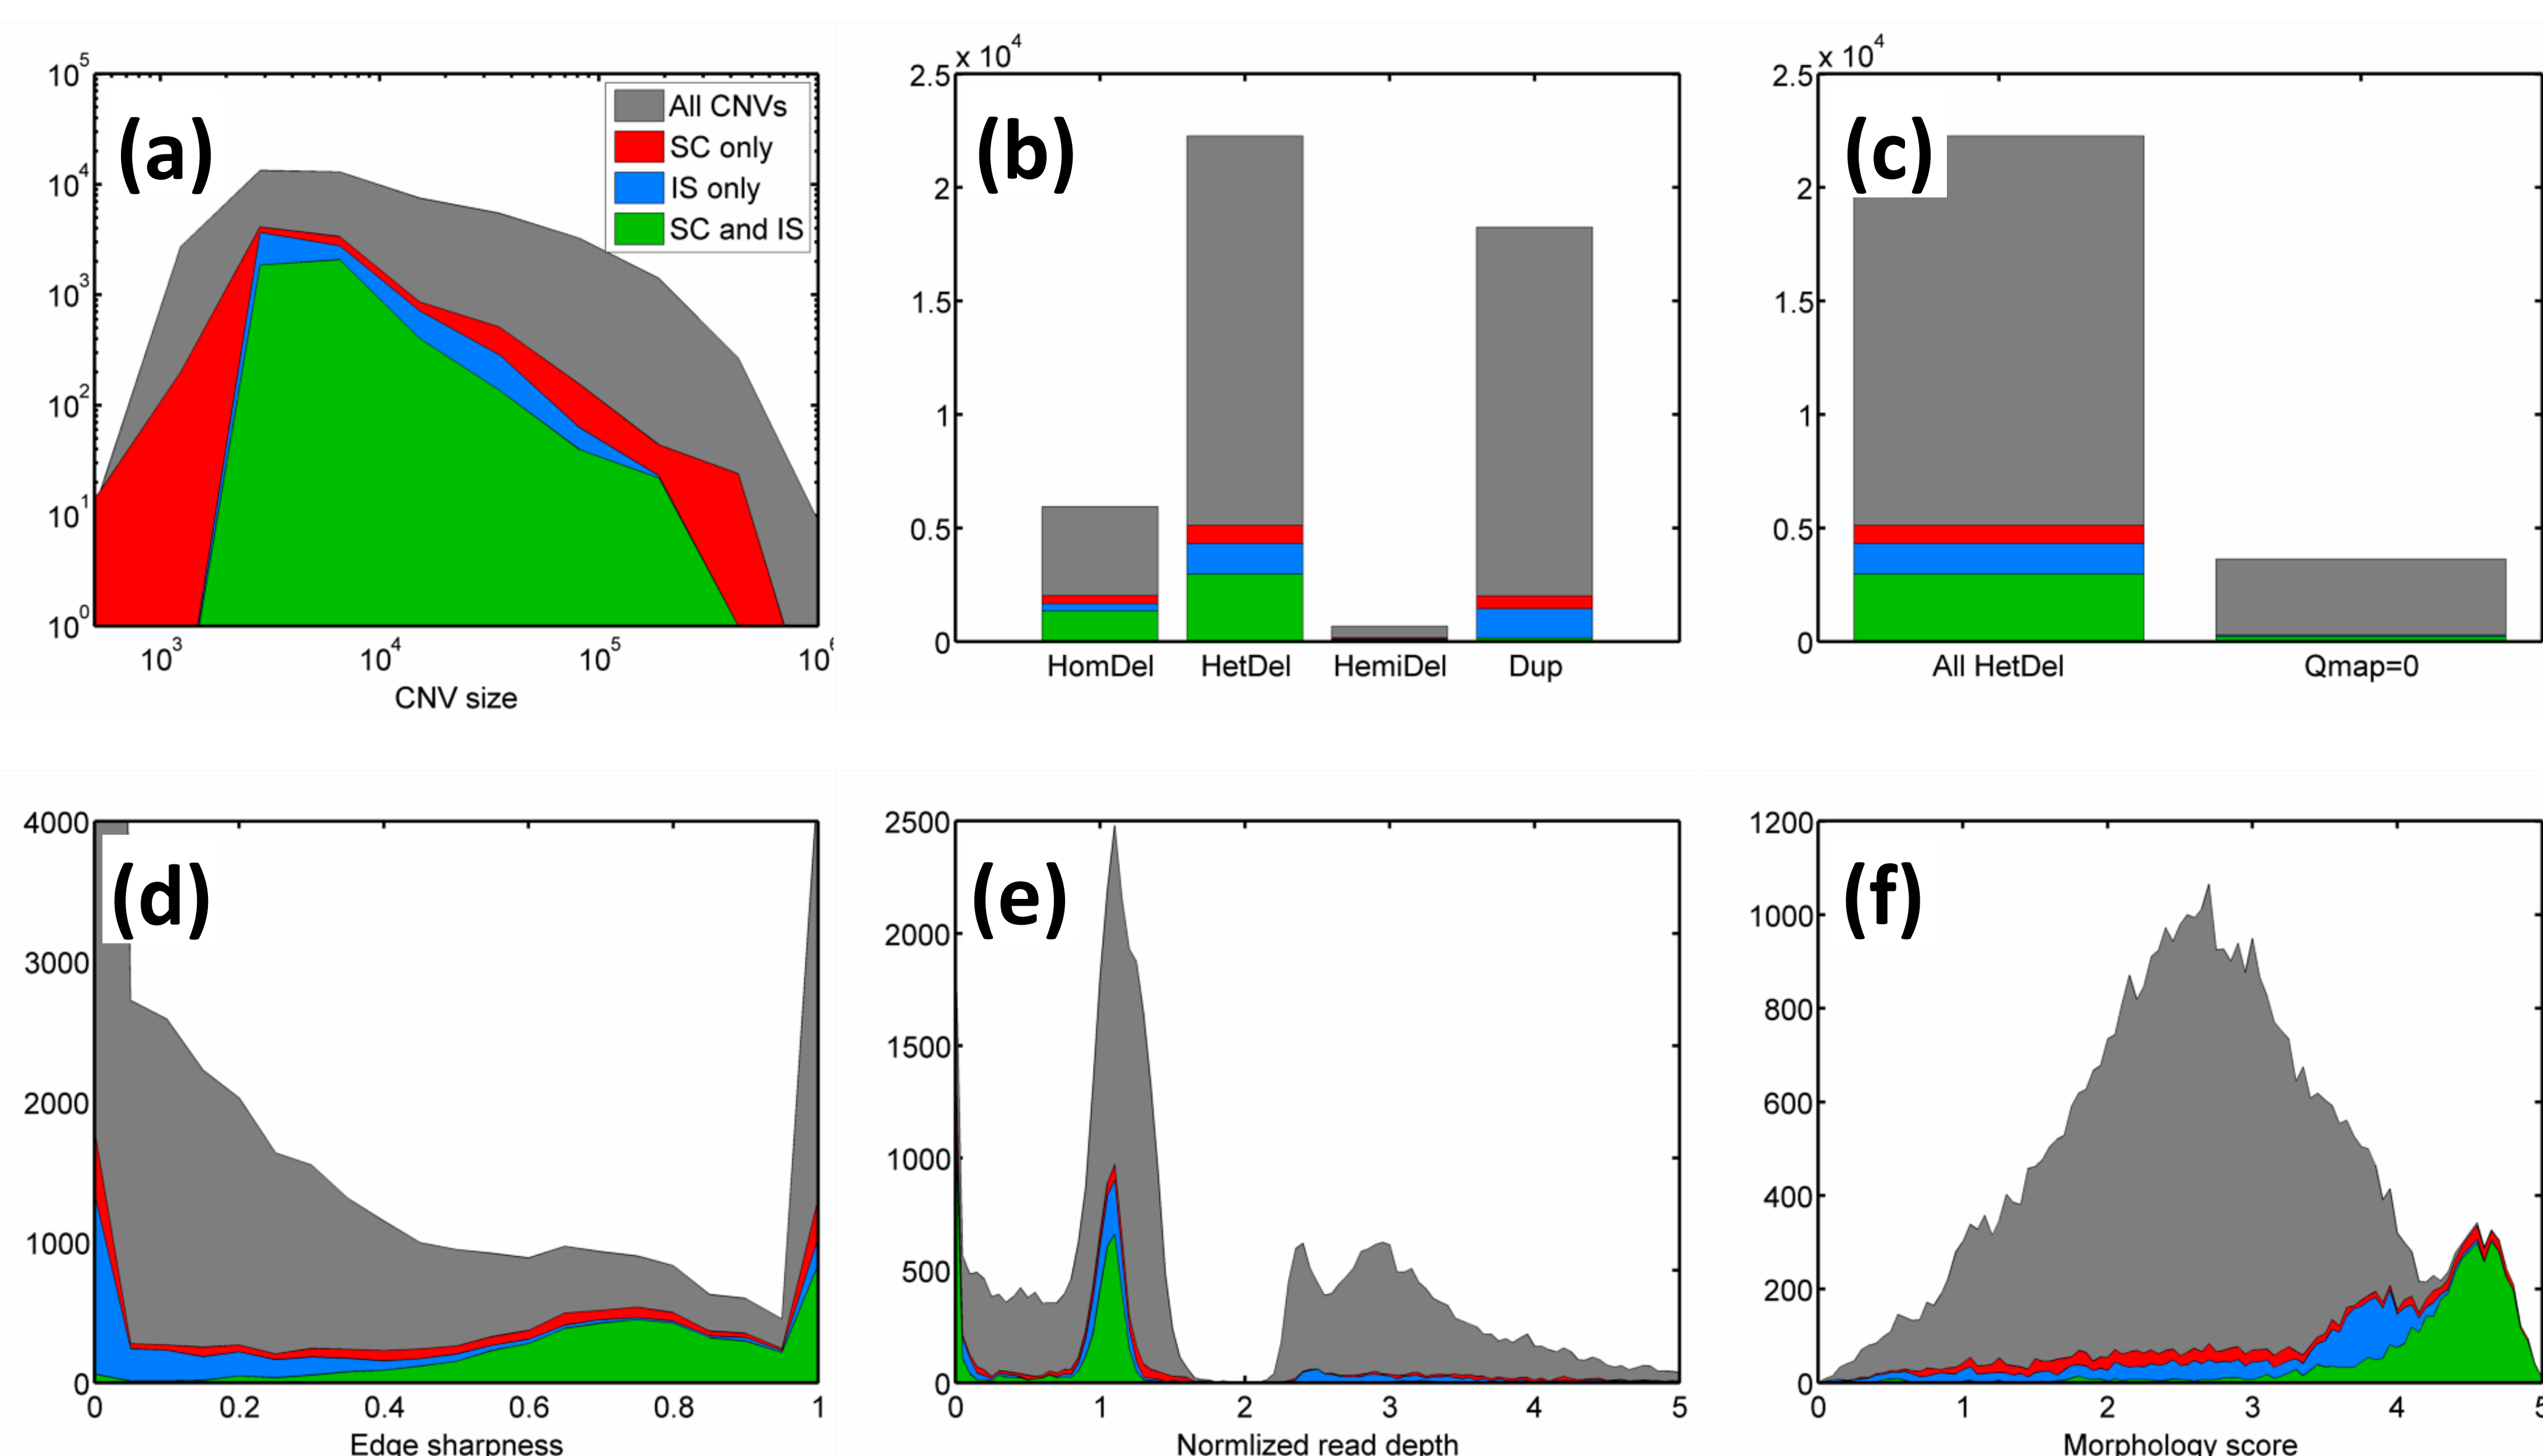 (a)
10^5
10^4
10^3
10^2
10^1
10^0
10^3 10^4 10^5 10^6
CNV size
All CNVs
SC only
IS only
SC and IS
(b)
x 10^4
2.5
2
1.5
1
0.5
0
HomDel HetDel HemiDel Dup
(c)
x 10^4
2.5
2
1.5
1
0.5
0
All HetDel Qmap=0
(d)
4000
3000
2000
1000
0
0 0.2 0.4 0.6 0.8 1
Edge sharpness
(e)
2500
2000
1500
1000
500
0
0 1 2 3 4 5
Normlized read depth
(f)
1200
1000
800
600
400
200
0
0 1 2 3 4 5
Morphology score